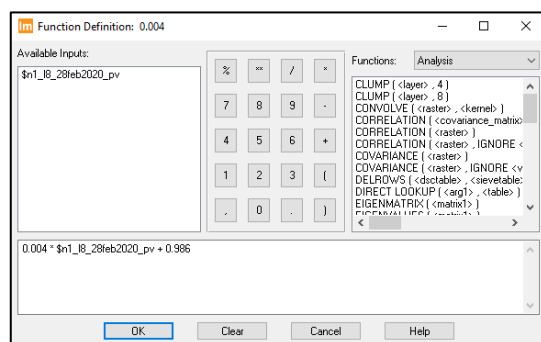 Im Function Definition: 0.004
Available Inputs:
$n1_l8_28feb2020_pv
% ** / *
7 8 9 -
4 5 6 +
1 2 3 (
, 0 . )
Functions: Analysis
CLUMP ( <layer> , 4 )
CLUMP ( <layer> , 8 )
CONVOLVE ( <raster> , <kernel> )
CORRELATION ( <covariance_matrix>
CORRELATION ( <raster> )
CORRELATION ( <raster> , IGNORE <
COVARIANCE ( <raster> )
COVARIANCE ( <raster> , IGNORE <v
DELROWS ( <dsctable> , <sievetable>
DIRECT LOOKUP ( <arg1> , <table> )
EIGENMATRIX ( <matrix1> )
EIGENVALUES ( <matrix1> )
0.004 * $n1_l8_28feb2020_pv + 0.986
OK Clear Cancel Help